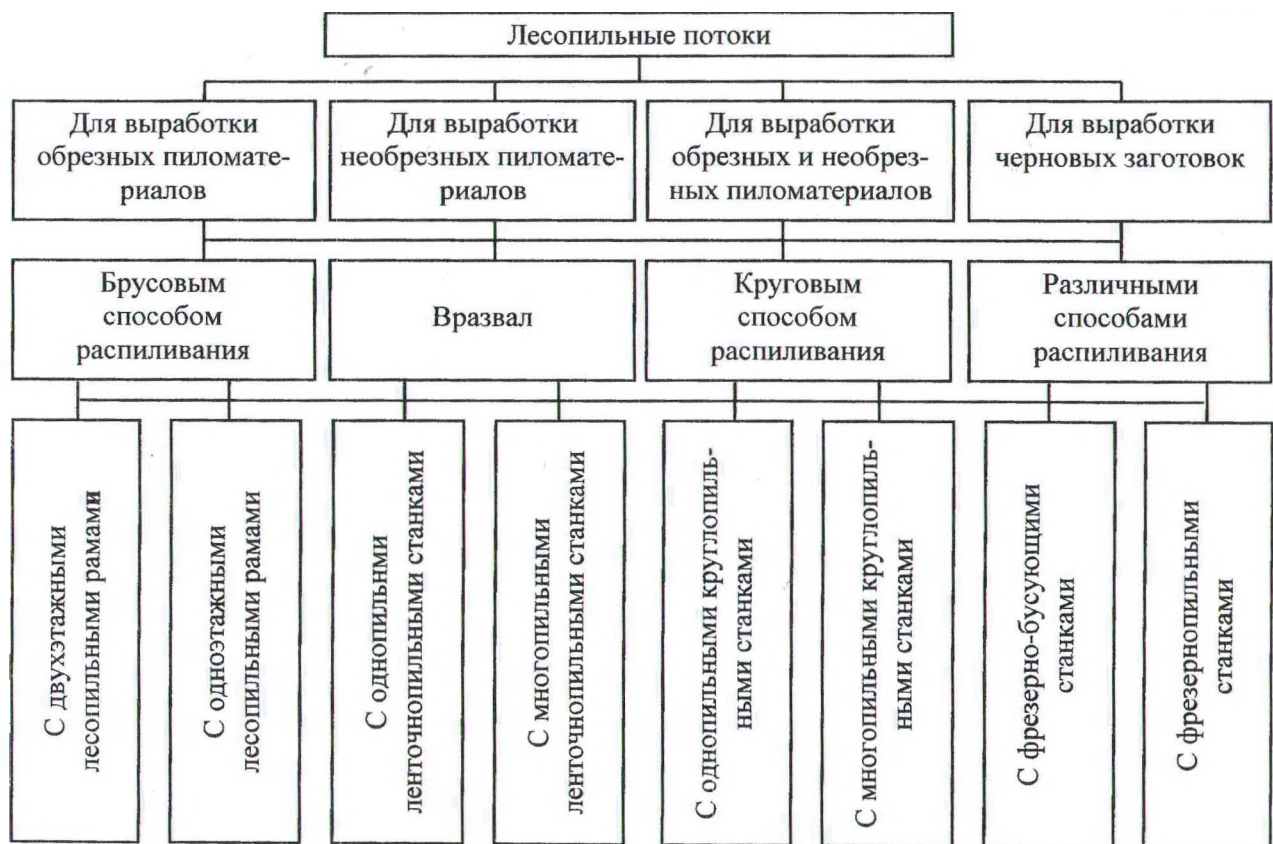 Лесопильные потоки
Для выработки
обрезных пиломате-
риалов
Для выработки
необрезных пиломате-
риалов
Для выработки
обрезных и необрез-
ных пиломатериалов
Для выработки
черновых заготовок
Брусовым
способом
распиливания
Вразвал
Круговым
способом
распиливания
Различными
способами
распиливания
С двухэтажными
лесопильными рамами
С одноэтажными
лесопильными рамами
С однопильнми
ленточнопильными станками
С многопильными
ленточнопильными станками
С однопильными круглопиль-
ными станками
С многопильными круглопиль-
ными станками
С фрезерно-бусующими
станками
С фрезернопильными
станками